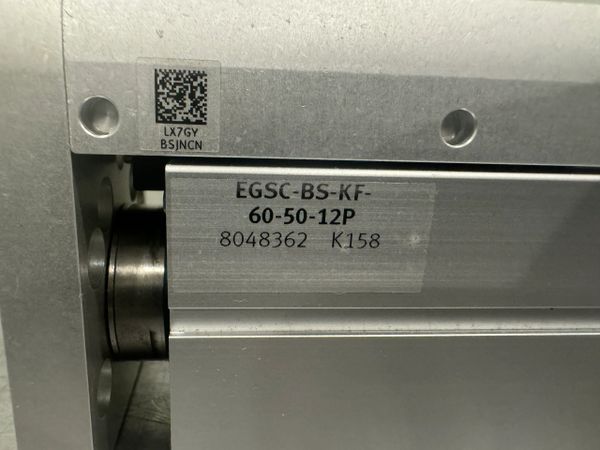 LX7GY
BSJNCN
EGSC-BS-KF-
60-50-12P
8048362 K158